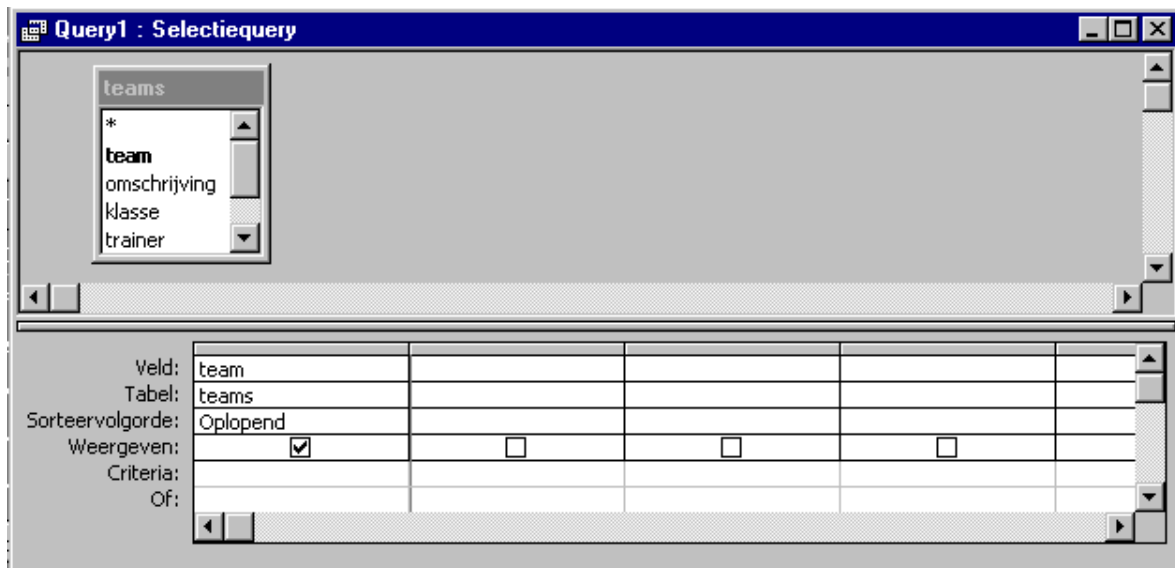 Query1 : Selectiequery
teams
*
team
omschrijving
klasse
trainer
Veld: team
Tabel: teams
Sorteervolgorde: Oplopend
Weergeven:
Criteria:
Of: